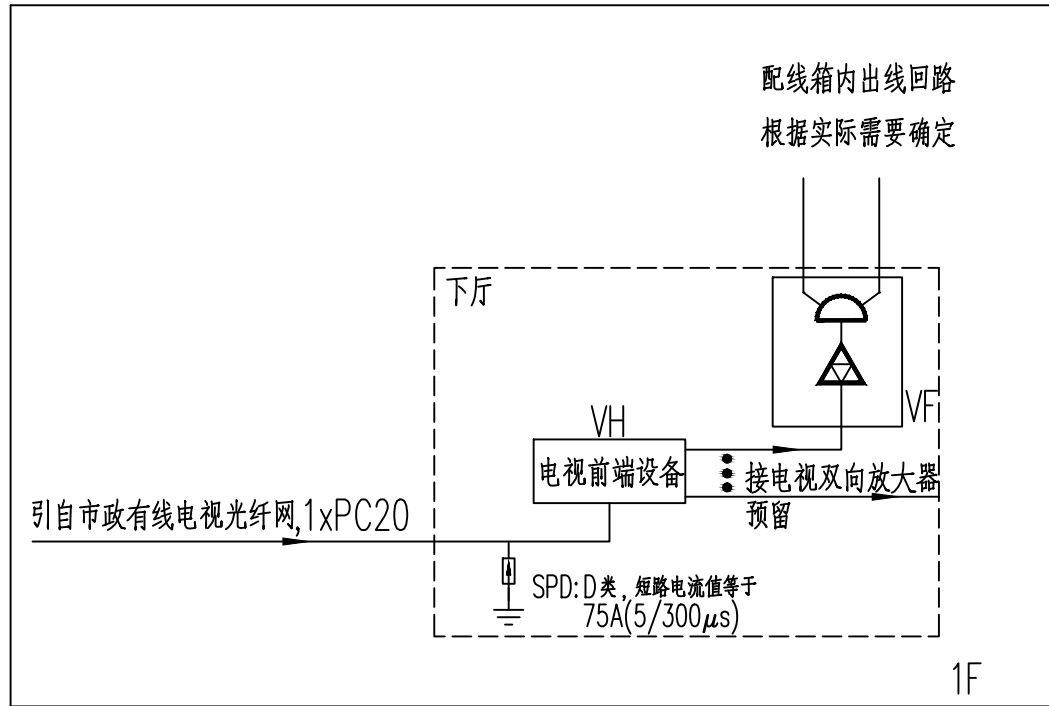 配线箱内出线回路
根据实际需要确定
下厅
VF
VH
电视前端设备
接电视双向放大器
预留
引自市政有线电视光纤网,1xPC20
SPD:D类，短路电流值等于
75A(5/300μs)
1F